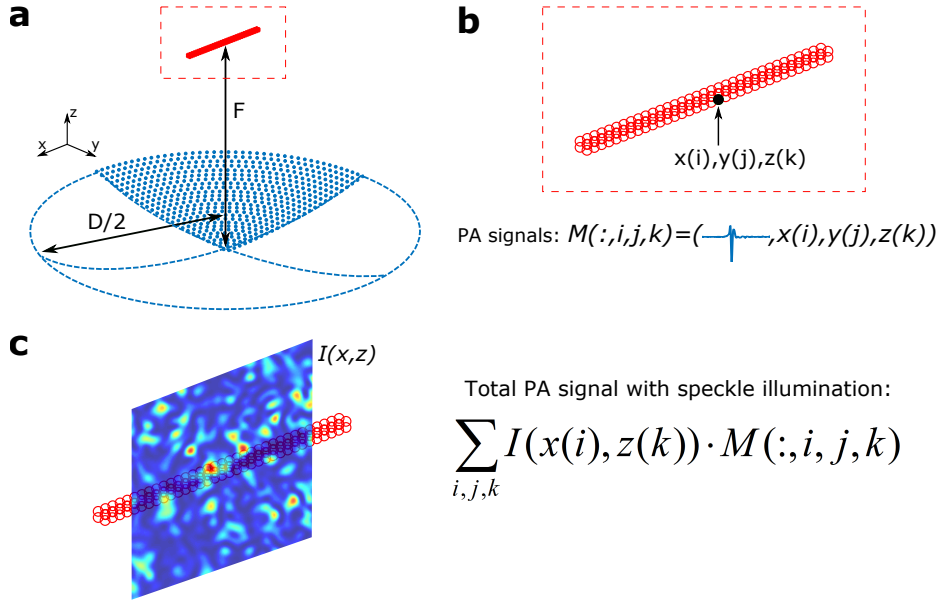 a
F
z
x
y
D/2
b
x(i),y(j),z(k)
PA signals: M(:,i,j,k)=( ,x(i),y(j),z(k))
c
I(x,z)
Total PA signal with speckle illumination:
∑ I(x(i),z(k))·M(:,i,j,k)
i,j,k